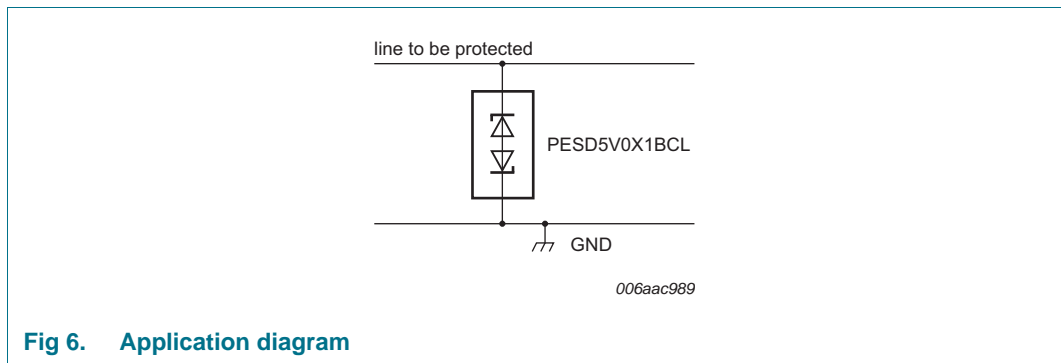 line to be protected
PESD5V0X1BCL
GND
006aac989
Fig 6. Application diagram